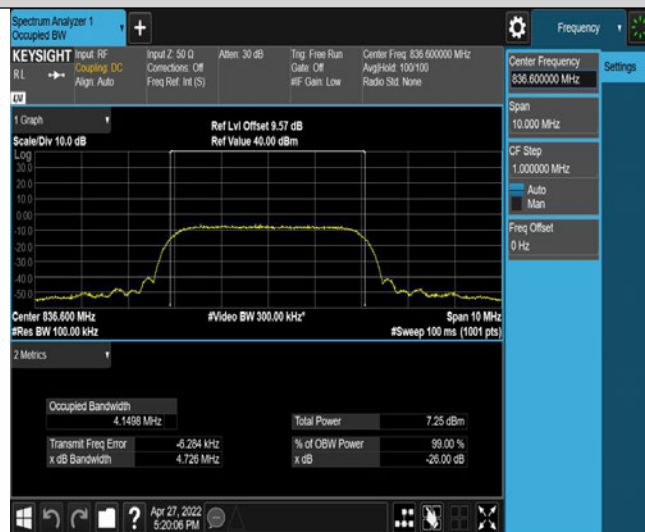 Spectrum Analyzer 1
Occupied BW
Frequency
KEYSIGHT
Input: RF
Input Z: 50 Ω
Atten: 30 dB
Trig: Free Run
Center Freq: 836.600000 MHz
RL
Coupling: DC
Corrections: Off
Gate: Off
Avg|Hold: 100/100
Align: Auto
Freq Ref: Int (S)
#IF Gain: Low
Radio Std: None
LXI
Center Frequency
836.600000 MHz
Settings
Span
10.000 MHz
CF Step
1.000000 MHz
Auto
Man
Freq Offset
0 Hz
1 Graph
Ref Lvl Offset 9.57 dB
Scale/Div 10.0 dB
Ref Value 40.00 dBm
Log
30.0
20.0
10.0
0.00
-10.0
-20.0
-30.0
-40.0
-50.0
Center 836.600 MHz
#Video BW 300.00 kHz*
Span 10 MHz
#Res BW 100.00 kHz
#Sweep 100 ms (1001 pts)
2 Metrics
Occupied Bandwidth
4.1498 MHz
Total Power
7.25 dBm
Transmit Freq Error
-6.284 kHz
% of OBW Power
99.00 %
x dB Bandwidth
4.726 MHz
x dB
-26.00 dB
Apr 27, 2022
5:20:06 PM